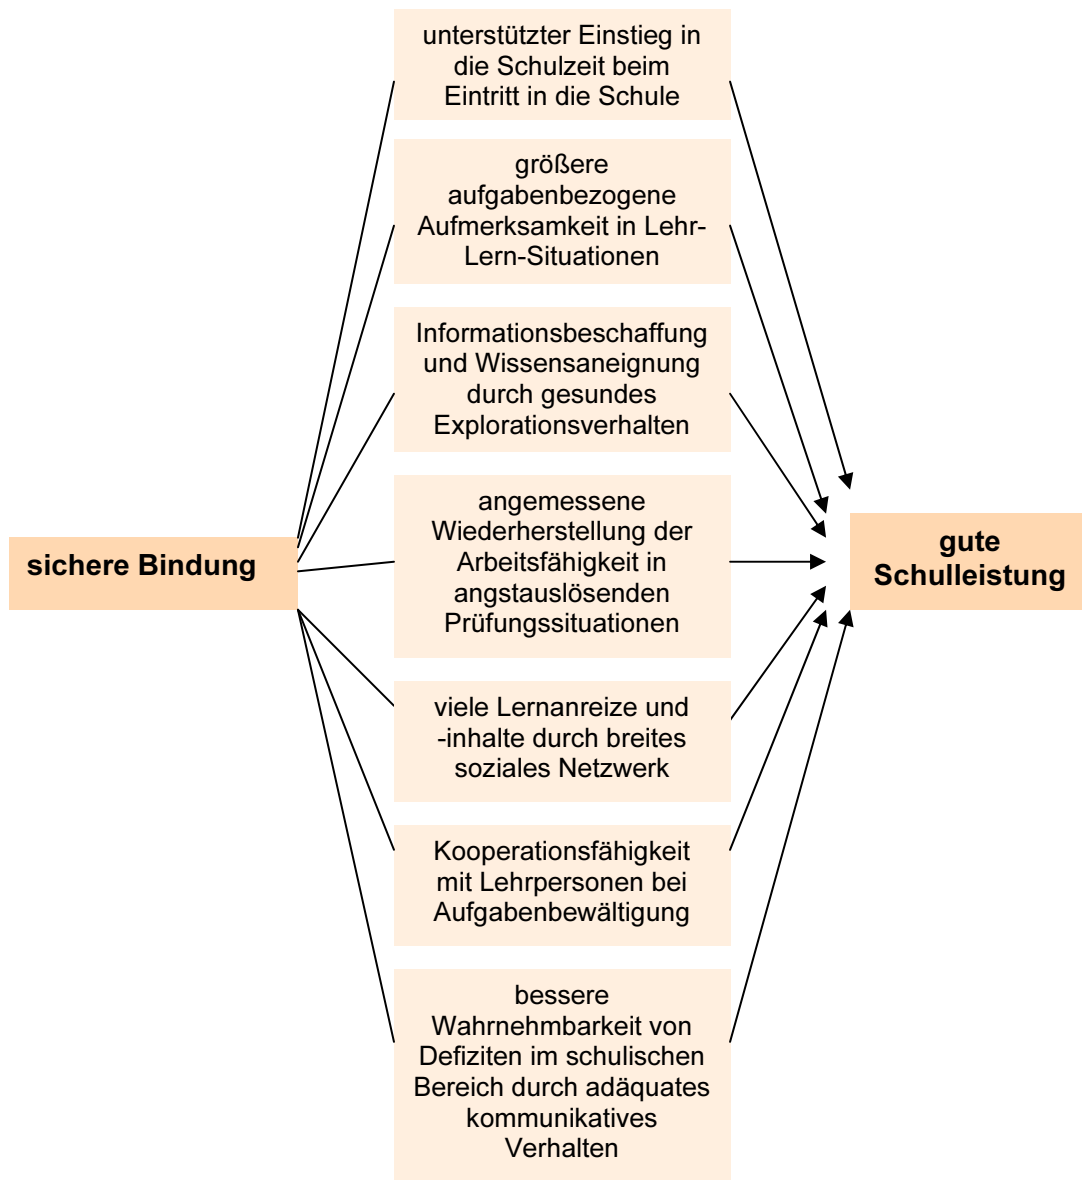 unterstützter Einstieg in
die Schulzeit beim
Eintritt in die Schule
größere
aufgabenbezogene
Aufmerksamkeit in Lehr-
Lern-Situationen
Informationsbeschaffung
und Wissensaneignung
durch gesundes
Explorationsverhalten
angemessene
Wiederherstellung der
Arbeitsfähigkeit in
angstauslösenden
Prüfungssituationen
sichere Bindung
gute
Schulleistung
viele Lernanreize und
-inhalte durch breites
soziales Netzwerk
Kooperationsfähigkeit
mit Lehrpersonen bei
Aufgabenbewältigung
bessere
Wahrnehmbarkeit von
Defiziten im schulischen
Bereich durch adäquates
kommunikatives
Verhalten